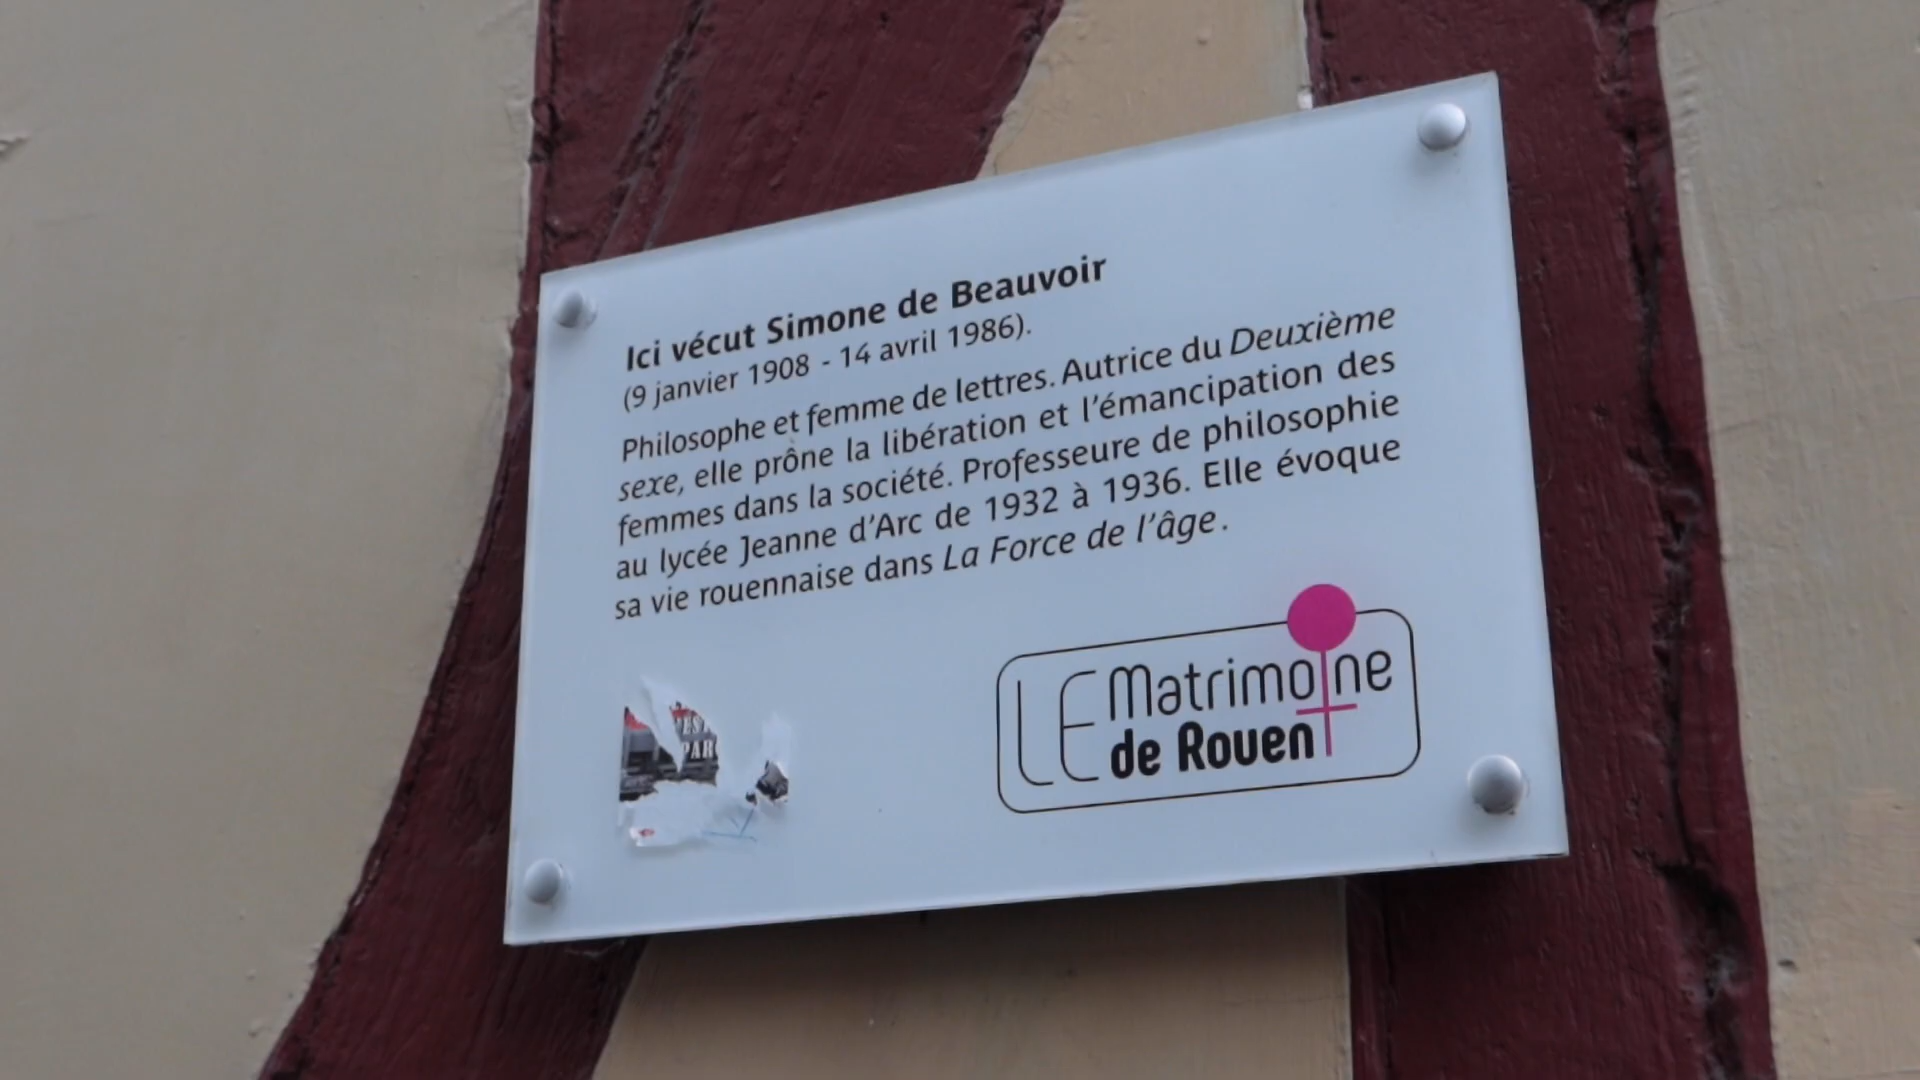 Ici vécut Simone de Beauvoir
(9 janvier 1908 - 14 avril 1986).
Philosophe et femme de lettres. Autrice du Deuxième
sexe, elle prône la libération et l'émancipation des
femmes dans la société. Professeure de philosophie
au lycée Jeanne d'Arc de 1932 à 1936. Elle évoque
sa vie rouennaise dans La Force de l'âge.
LE Matrimoine
de Rouen